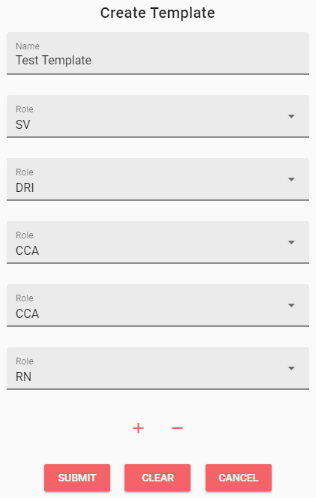 Create Template
Name
Test Template
Role
SV
Role
DRI
Role
CCA
Role
CCA
Role
RN
+ −
SUBMIT CLEAR CANCEL